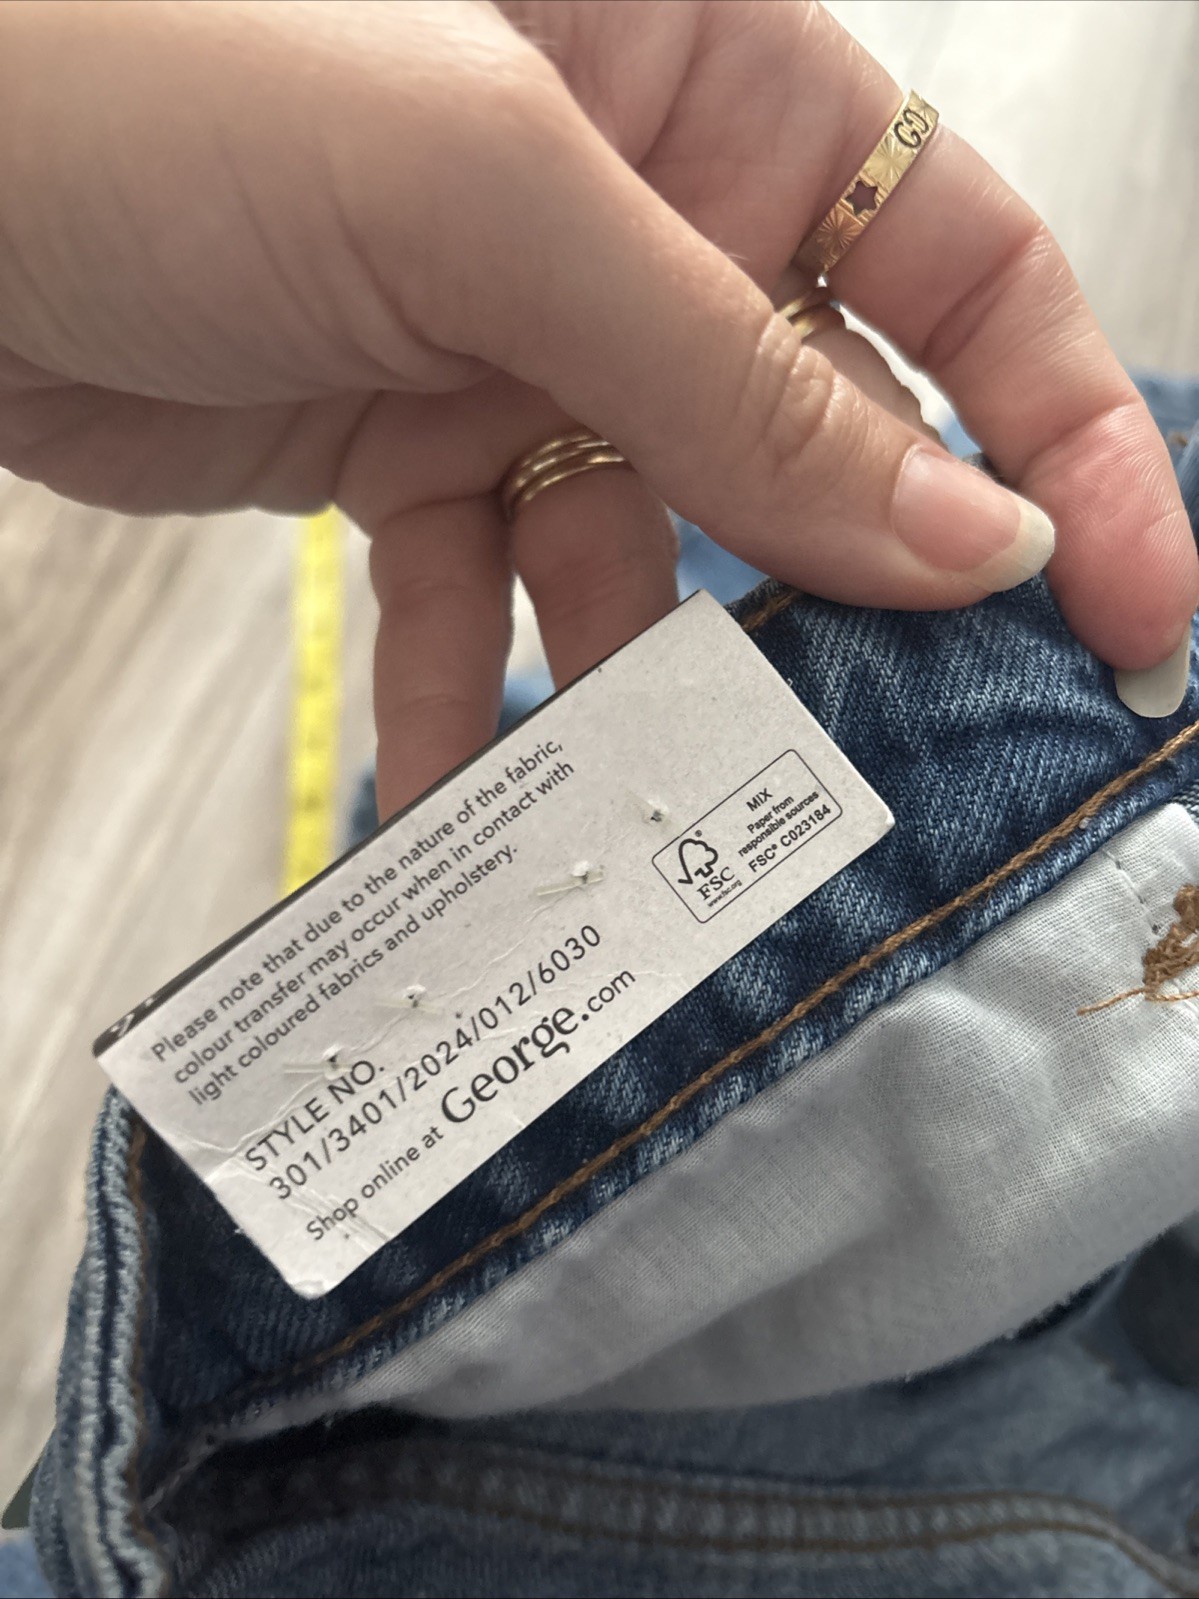 Please note that due to the nature of the fabric,
colour transfer may occur when in contact with
light coloured fabrics and upholstery.
STYLE NO.
301/3401/2024/012/6030
Shop online at George.com
FSC®
www.fsc.org
MIX
Paper from
responsible sources
FSC® C023184